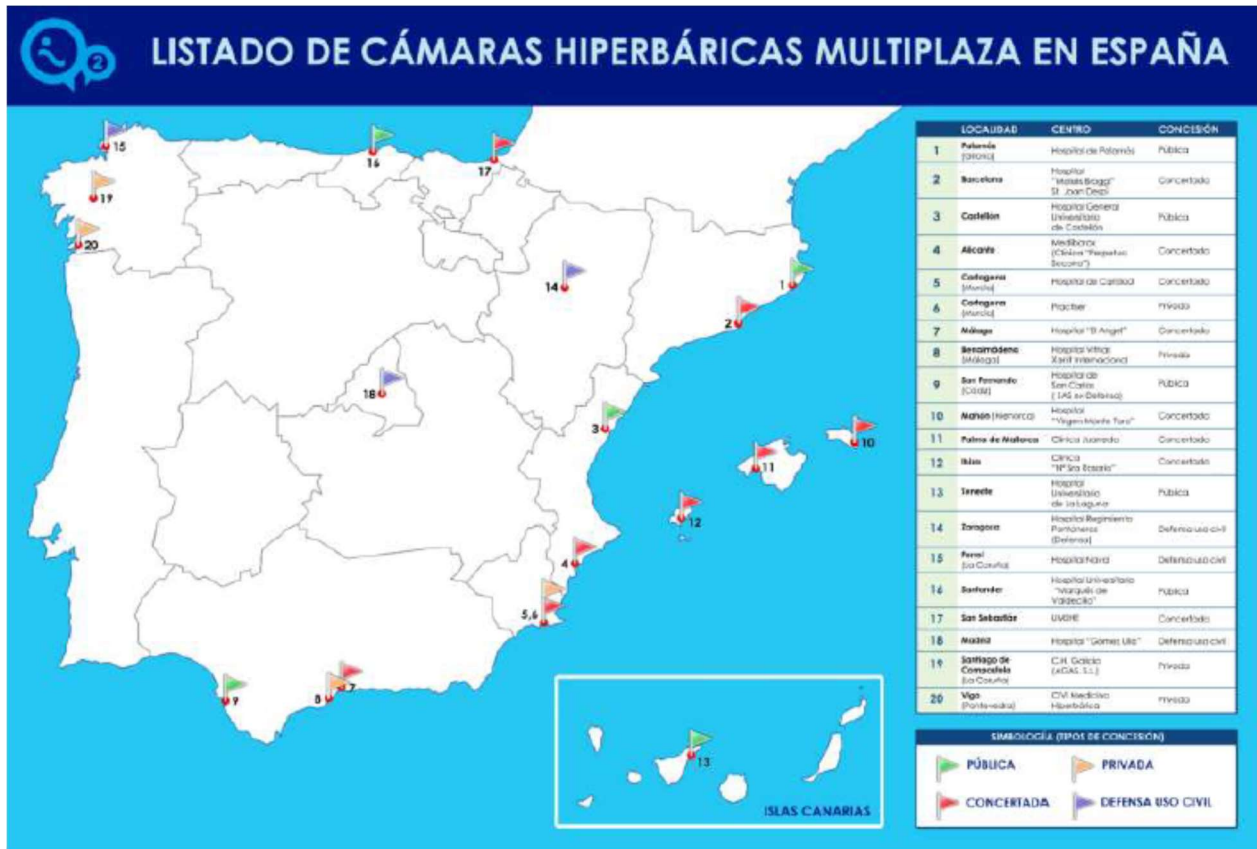 LISTADO DE CÁMARAS HIPERBÁRICAS MULTIPLAZA EN ESPAÑA
15
16
17
19
20
14
1
2
18
3
10
11
12
4
5,6
7
8
9
13
ISLAS CANARIAS
LOCALIDAD CENTRO CONCESIÓN
1 Palamós Hospital de Palamós Pública
(Girona)
2 Barcelona Hospital Concertada
St. Joan Despí
3 Castellón Hospital General Pública
Universitario
de Castellón
4 Alicante Medibarox Concertada
(Clínica "Perpetuo
Socorro")
5 Cartagena Hospital de Caridad Concertada
(Murcia)
6 Cartagena Practiser Privada
(Murcia)
7 Málaga Hospital "El Angel" Concertada
8 Benalmádena Hospital Vithas Privada
(Málaga) Xanit Internacional
9 San Fernando Hospital de Pública
(Cádiz) San Carlos
10 Mahón (Menorca) Hospital Concertada
"Virgen Monte Toro"
11 Palma de Mallorca Clínica Juaneda Concertada
12 Ibiza Clínica Concertada
"Nª Sra Rosario"
13 Tenerife Hospital Pública
Universitario
de La Laguna
14 Zaragoza Hospital Regimiento Defensa uso civil
Pontoneros
(Defensa)
15 Ferrol Hospital Naval Defensa uso civil
(La Coruña)
16 Santander Hospital Universitario Pública
"Marqués de
Valdecilla"
17 San Sebastián Concertada
18 Madrid Hospital "Gómez Ulla" Defensa uso civil
19 Santiago de C.H. Galicia Privada
Compostela
(La Coruña)
20 Vigo CIVI Medicina Privada
(Pontevedra) Hiperbárica
SIMBOLOGÍA (TIPOS DE CONCESIÓN)
PÚBLICA PRIVADA
CONCERTADA DEFENSA USO CIVIL